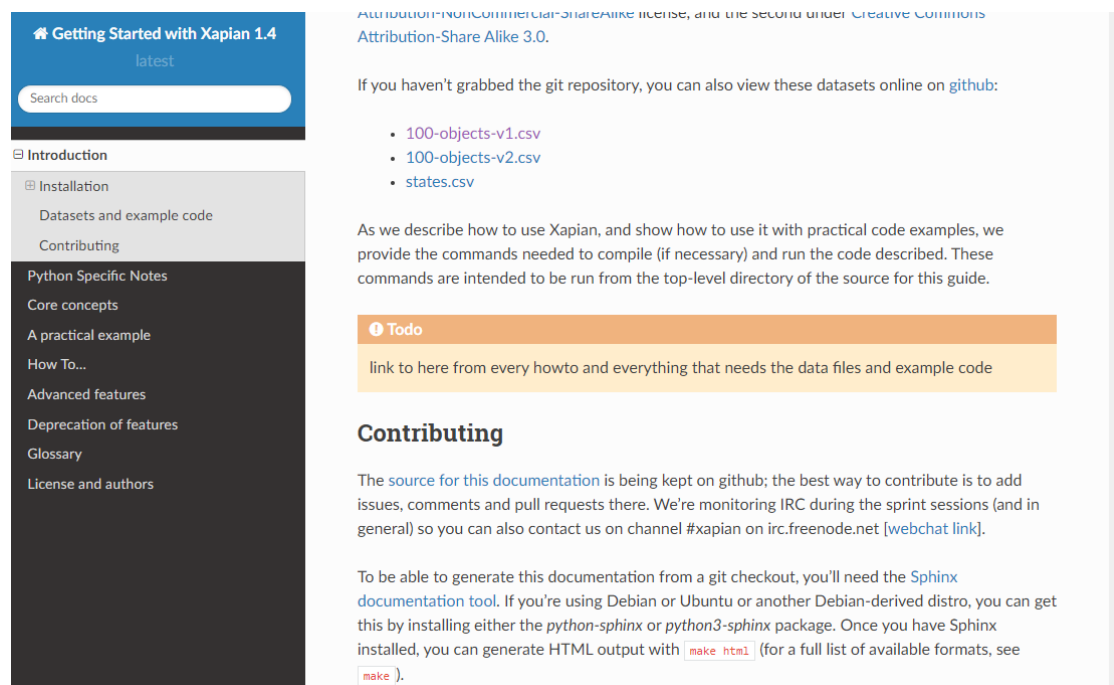 Getting Started with Xapian 1.4
latest
Search docs
Introduction
Installation
Datasets and example code
Contributing
Python Specific Notes
Core concepts
A practical example
How To...
Advanced features
Deprecation of features
Glossary
License and authors
Attribution-NonCommercial-ShareAlike license, and the second under Creative Commons
Attribution-Share Alike 3.0.
If you haven’t grabbed the git repository, you can also view these datasets online on github:
• 100-objects-v1.csv
• 100-objects-v2.csv
• states.csv
As we describe how to use Xapian, and show how to use it with practical code examples, we
provide the commands needed to compile (if necessary) and run the code described. These
commands are intended to be run from the top-level directory of the source for this guide.
Todo
link to here from every howto and everything that needs the data files and example code
Contributing
The source for this documentation is being kept on github; the best way to contribute is to add
issues, comments and pull requests there. We’re monitoring IRC during the sprint sessions (and in
general) so you can also contact us on channel #xapian on irc.freenode.net [webchat link].
To be able to generate this documentation from a git checkout, you’ll need the Sphinx
documentation tool. If you’re using Debian or Ubuntu or another Debian-derived distro, you can get
this by installing either the python-sphinx or python3-sphinx package. Once you have Sphinx
installed, you can generate HTML output with make html (for a full list of available formats, see
make ).